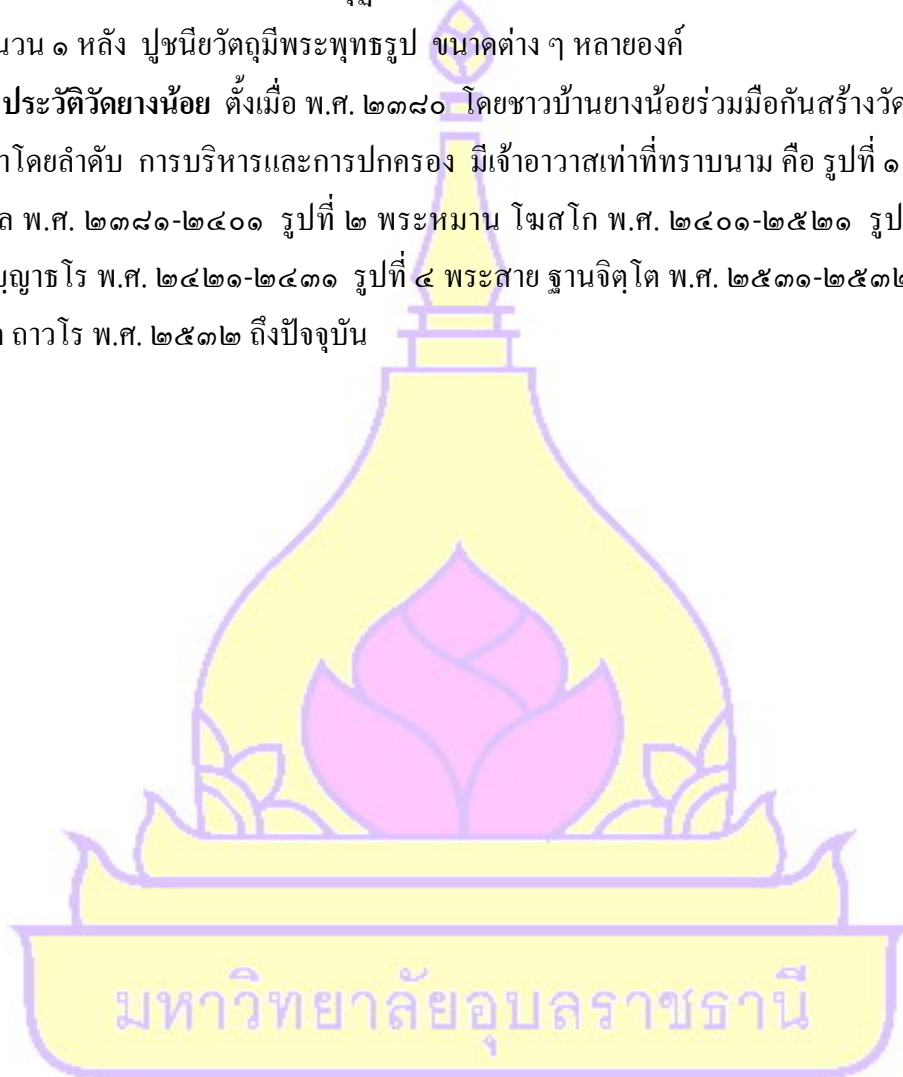 นวน ๑ หลัง ปูชนียวัตถุมีพระพุทธรูป ขนาดต่าง ๆ หลายองค์
ประวัติวัดยางน้อย ตั้งเมื่อ พ.ศ. ๒๓๘๐ โดยชาวบ้านยางน้อยร่วมมือกันสร้างวัด
โดยลำดับ การบริหารและการปกครอง มีเจ้าอาวาสเท่าที่ทราบนาม คือ รูปที่ ๑
ล พ.ศ. ๒๓๘๑-๒๔๐๑ รูปที่ ๒ พระหมาน โฆสโก พ.ศ. ๒๔๐๑-๒๕๒๑ รูป
ญญาธโร พ.ศ. ๒๔๒๑-๒๔๓๑ รูปที่ ๔ พระสาย ฐานจิตฺโต พ.ศ. ๒๕๓๑-๒๕๓๒
ถาวโร พ.ศ. ๒๕๓๒ ถึงปัจจุบัน
มหาวิทยาลัยอุบลราชธานี